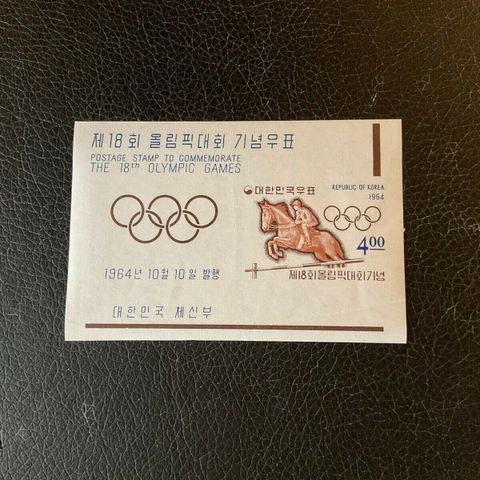 제18회 올림픽대회 기념우표
POSTAGE STAMP TO COMMEMORATE
THE 18th OLYMPIC GAMES
대한민국우표
REPUBLIC OF KOREA
1964
4.00
제18회올림픽대회기념
1964년 10월 10일 발행
대한민국 체신부